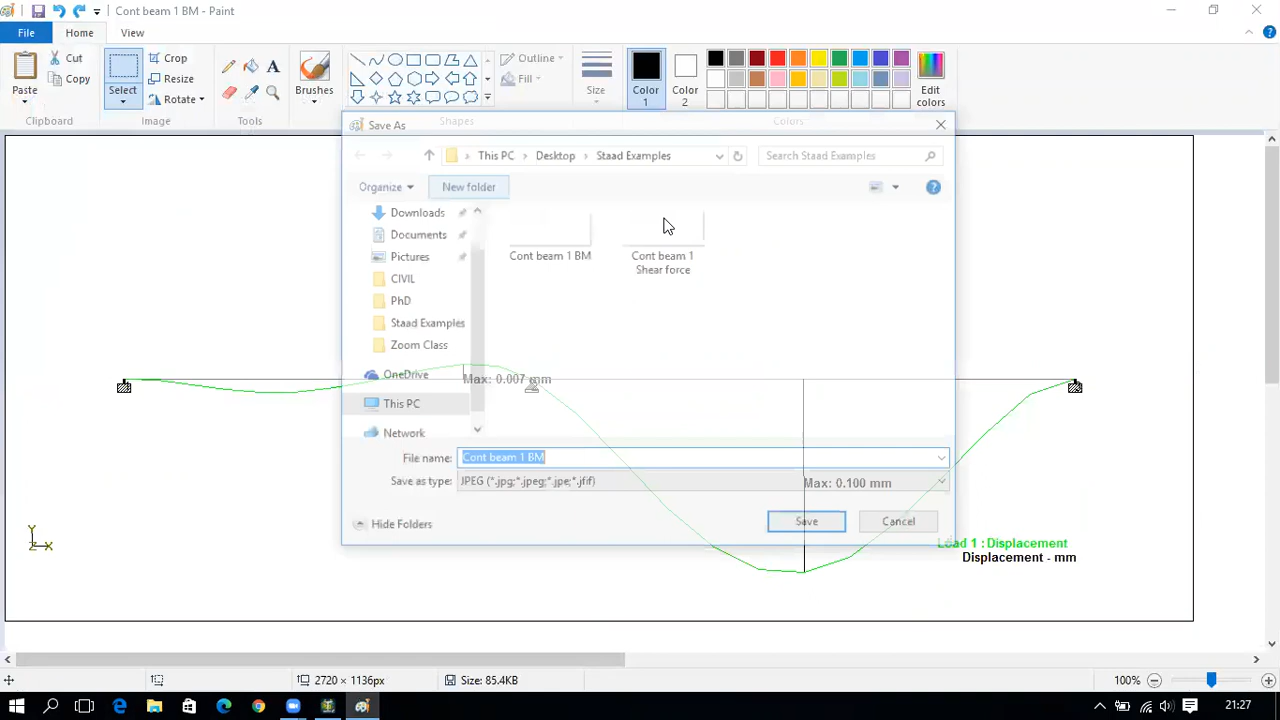 Cont beam 1 BM - Paint
File
Home
View
Paste
Cut
Copy
Clipboard
Select
Crop
Resize
Rotate
Image
A
Tools
Brushes
Shapes
Outline
Fill
Size
Color
1
Color
2
Colors
Edit
colors
Save As
This PC
Desktop
Staad Examples
Search Staad Examples
Organize
New folder
Downloads
Documents
Pictures
CIVIL
PhD
Staad Examples
Zoom Class
OneDrive
This PC
Network
Cont beam 1 BM
Cont beam 1
Shear force
Max: 0.007 mm
File name:
Cont beam 1 BM
Save as type:
JPEG (*.jpg;*.jpeg;*.jpe;*.jfif)
Max: 0.100 mm
Hide Folders
Save
Cancel
Y
Z X
Load 1 : Displacement
Displacement - mm
2720 × 1136px
Size: 85.4KB
100%
21:27